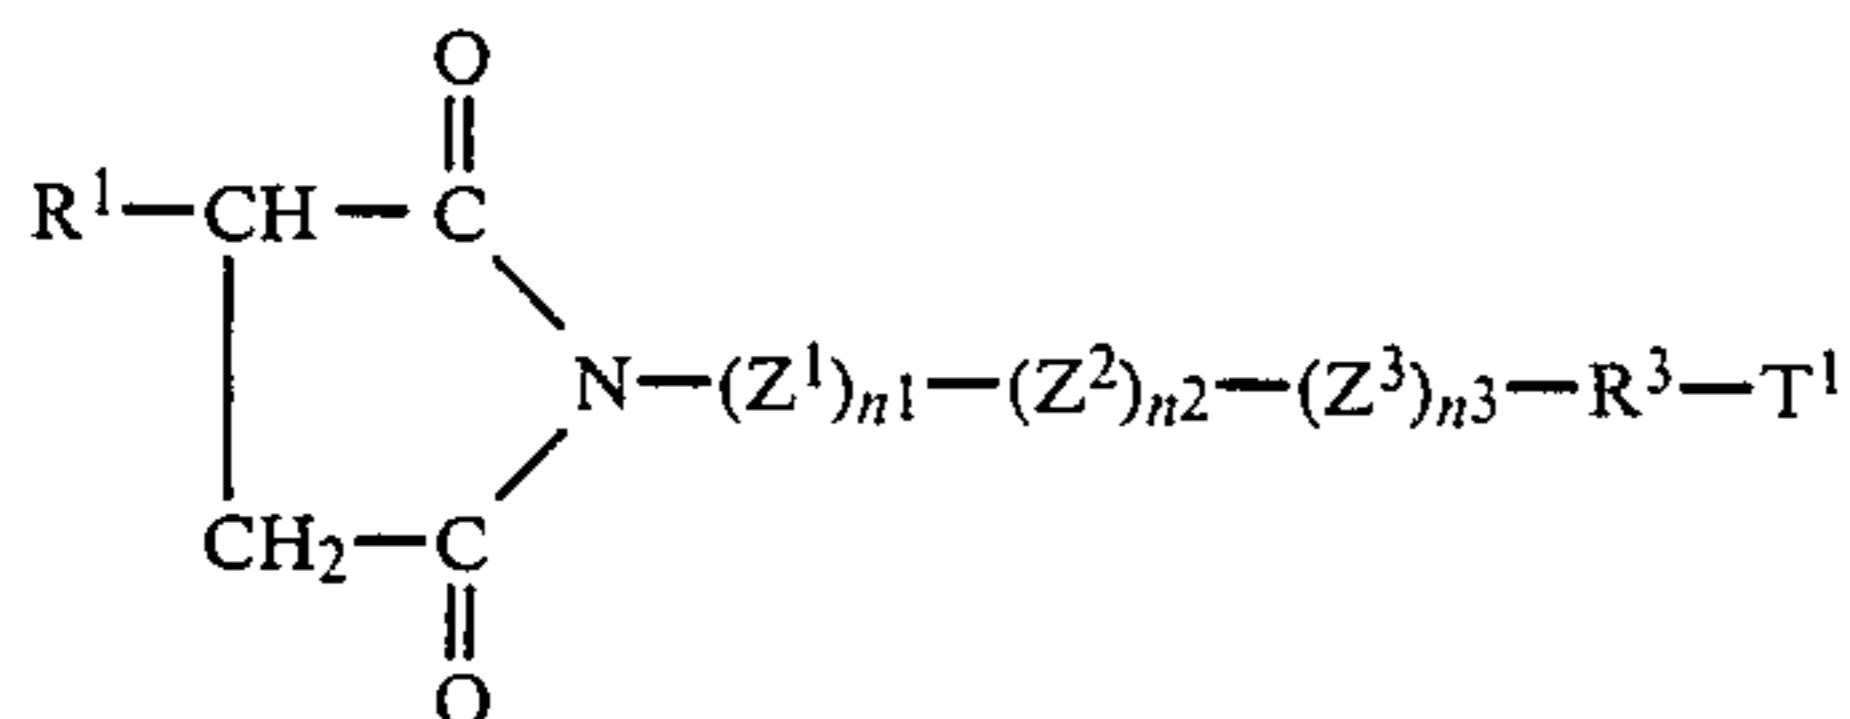 O
R¹—CH—C
N—(Z¹)ₙ₁—(Z²)ₙ₂—(Z³)ₙ₃—R³—T¹
CH₂—C
O